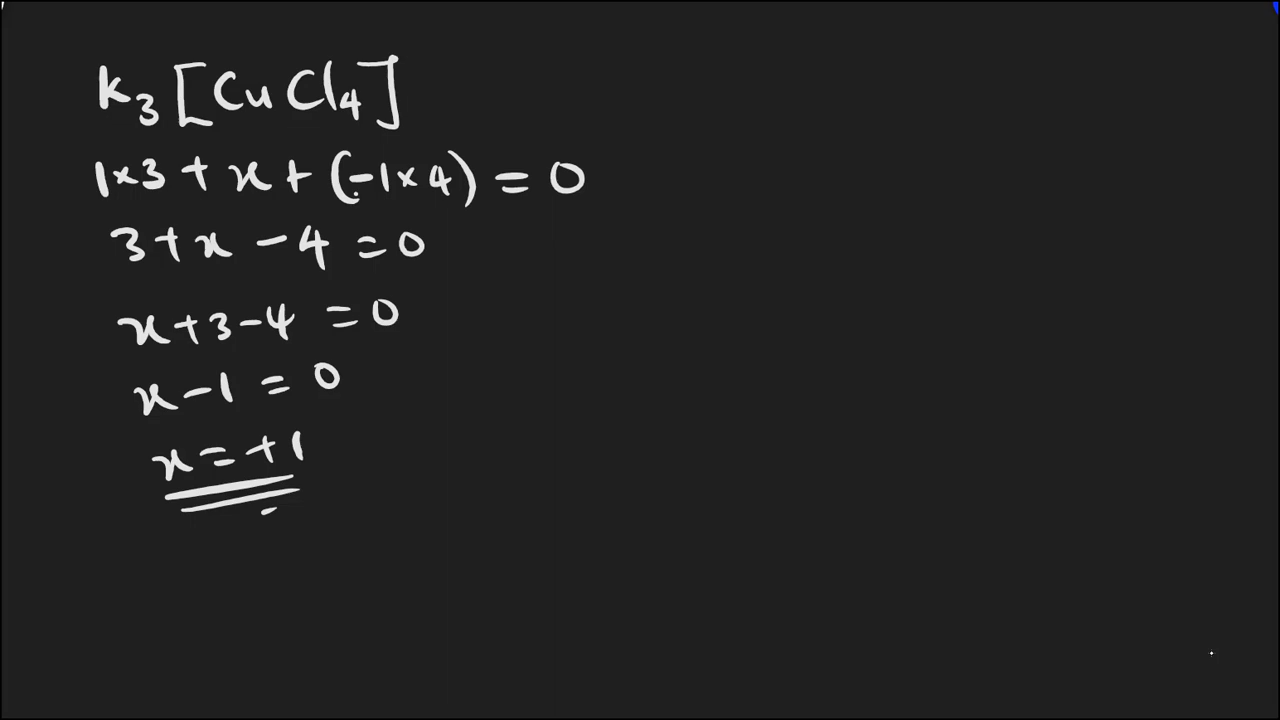 K₃[CuCl₄]
1×3 + x + (-1×4) = 0
3 + x - 4 = 0
x + 3 - 4 = 0
x - 1 = 0
x = +1